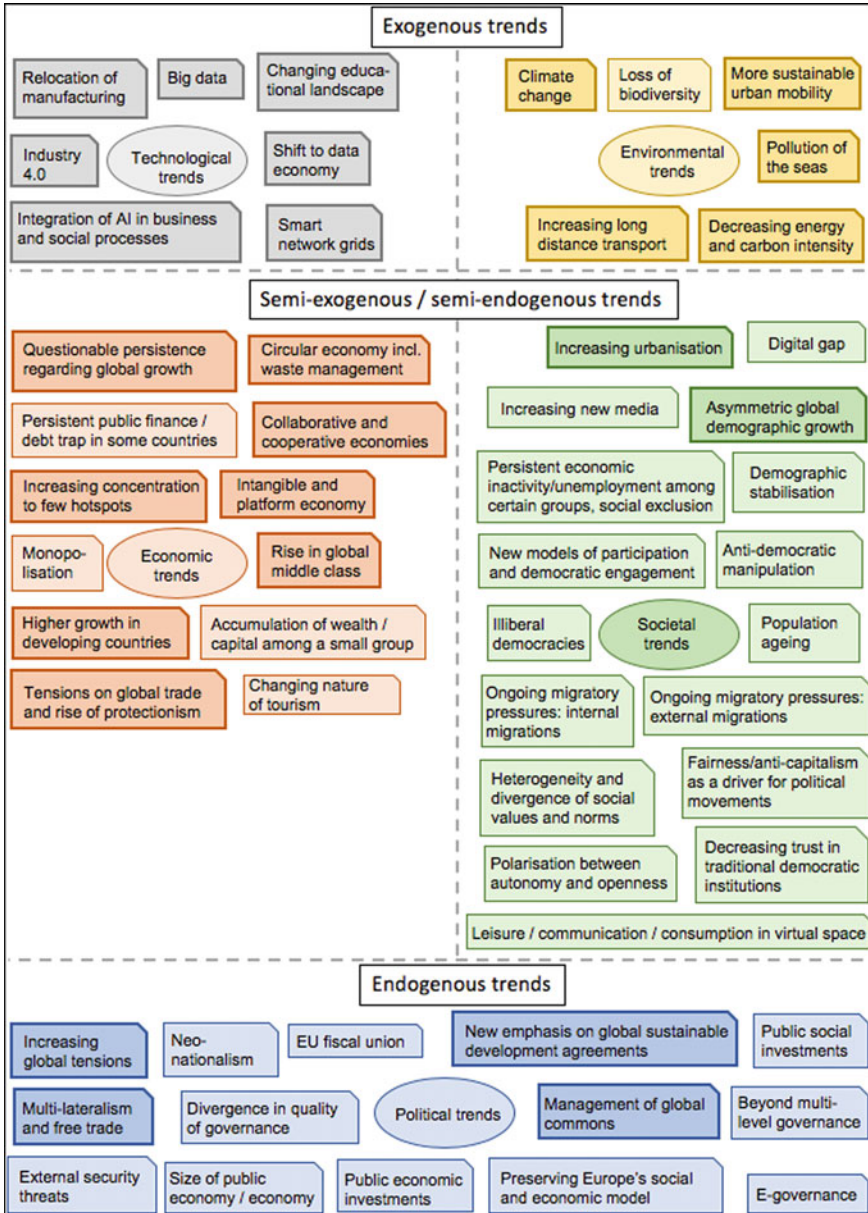 Exogenous trends
Relocation of
manufacturing
Big data
Changing educa-
tional landscape
Industry
4.0
Technological
trends
Shift to data
economy
Integration of AI in business
and social processes
Smart
network grids
Climate
change
Loss of
biodiversity
More sustainable
urban mobility
Environmental
trends
Pollution of
the seas
Increasing long
distance transport
Decreasing energy
and carbon intensity
Semi-exogenous / semi-endogenous trends
Questionable persistence
regarding global growth
Circular economy incl.
waste management
Persistent public finance /
debt trap in some countries
Collaborative and
cooperative economies
Increasing concentration
to few hotspots
Intangible and
platform economy
Monopo-
lisation
Economic
trends
Rise in global
middle class
Higher growth in
developing countries
Accumulation of wealth /
capital among a small group
Tensions on global trade
and rise of protectionism
Changing nature
of tourism
Increasing urbanisation
Digital gap
Increasing new media
Asymmetric global
demographic growth
Persistent economic
inactivity/unemployment among
certain groups, social exclusion
Demographic
stabilisation
New models of participation
and democratic engagement
Anti-democratic
manipulation
Illiberal
democracies
Societal
trends
Population
ageing
Ongoing migratory
pressures: internal
migrations
Ongoing migratory pressures:
external migrations
Heterogeneity and
divergence of social
values and norms
Fairness/anti-capitalism
as a driver for political
movements
Polarisation between
autonomy and openness
Decreasing trust in
traditional democratic
institutions
Leisure / communication / consumption in virtual space
Endogenous trends
Increasing
global tensions
Neo-
nationalism
EU fiscal union
New emphasis on global sustainable
development agreements
Public social
investments
Multi-lateralism
and free trade
Divergence in quality
of governance
Political trends
Management of global
commons
Beyond multi-
level governance
External security
threats
Size of public
economy / economy
Public economic
investments
Preserving Europe's social
and economic model
E-governance